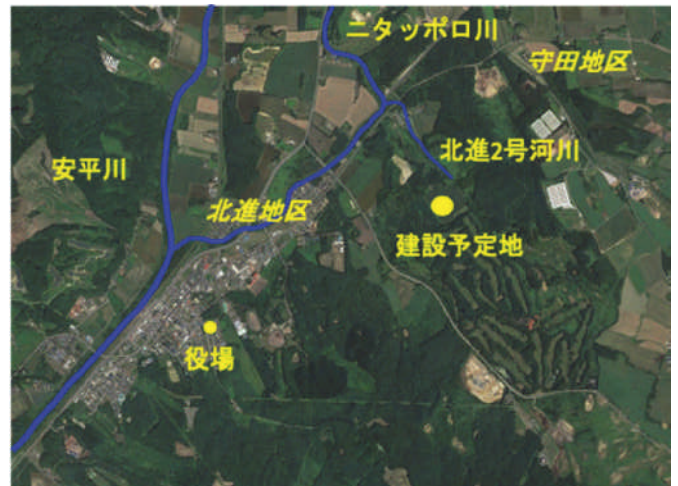 ニタッポロ川
守田地区
北進2号河川
安平川
北進地区
建設予定地
役場